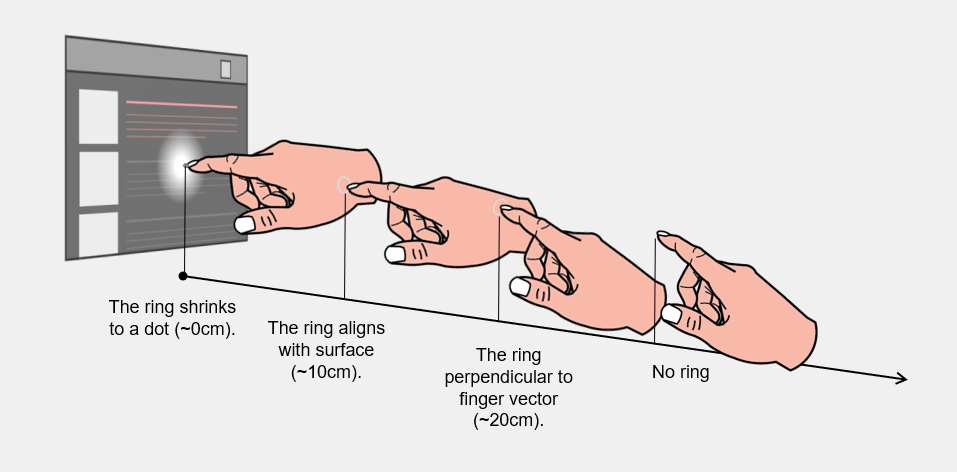 The ring shrinks
to a dot (~0cm).
The ring aligns
with surface
(~10cm).
The ring
perpendicular to
finger vector
(~20cm).
No ring